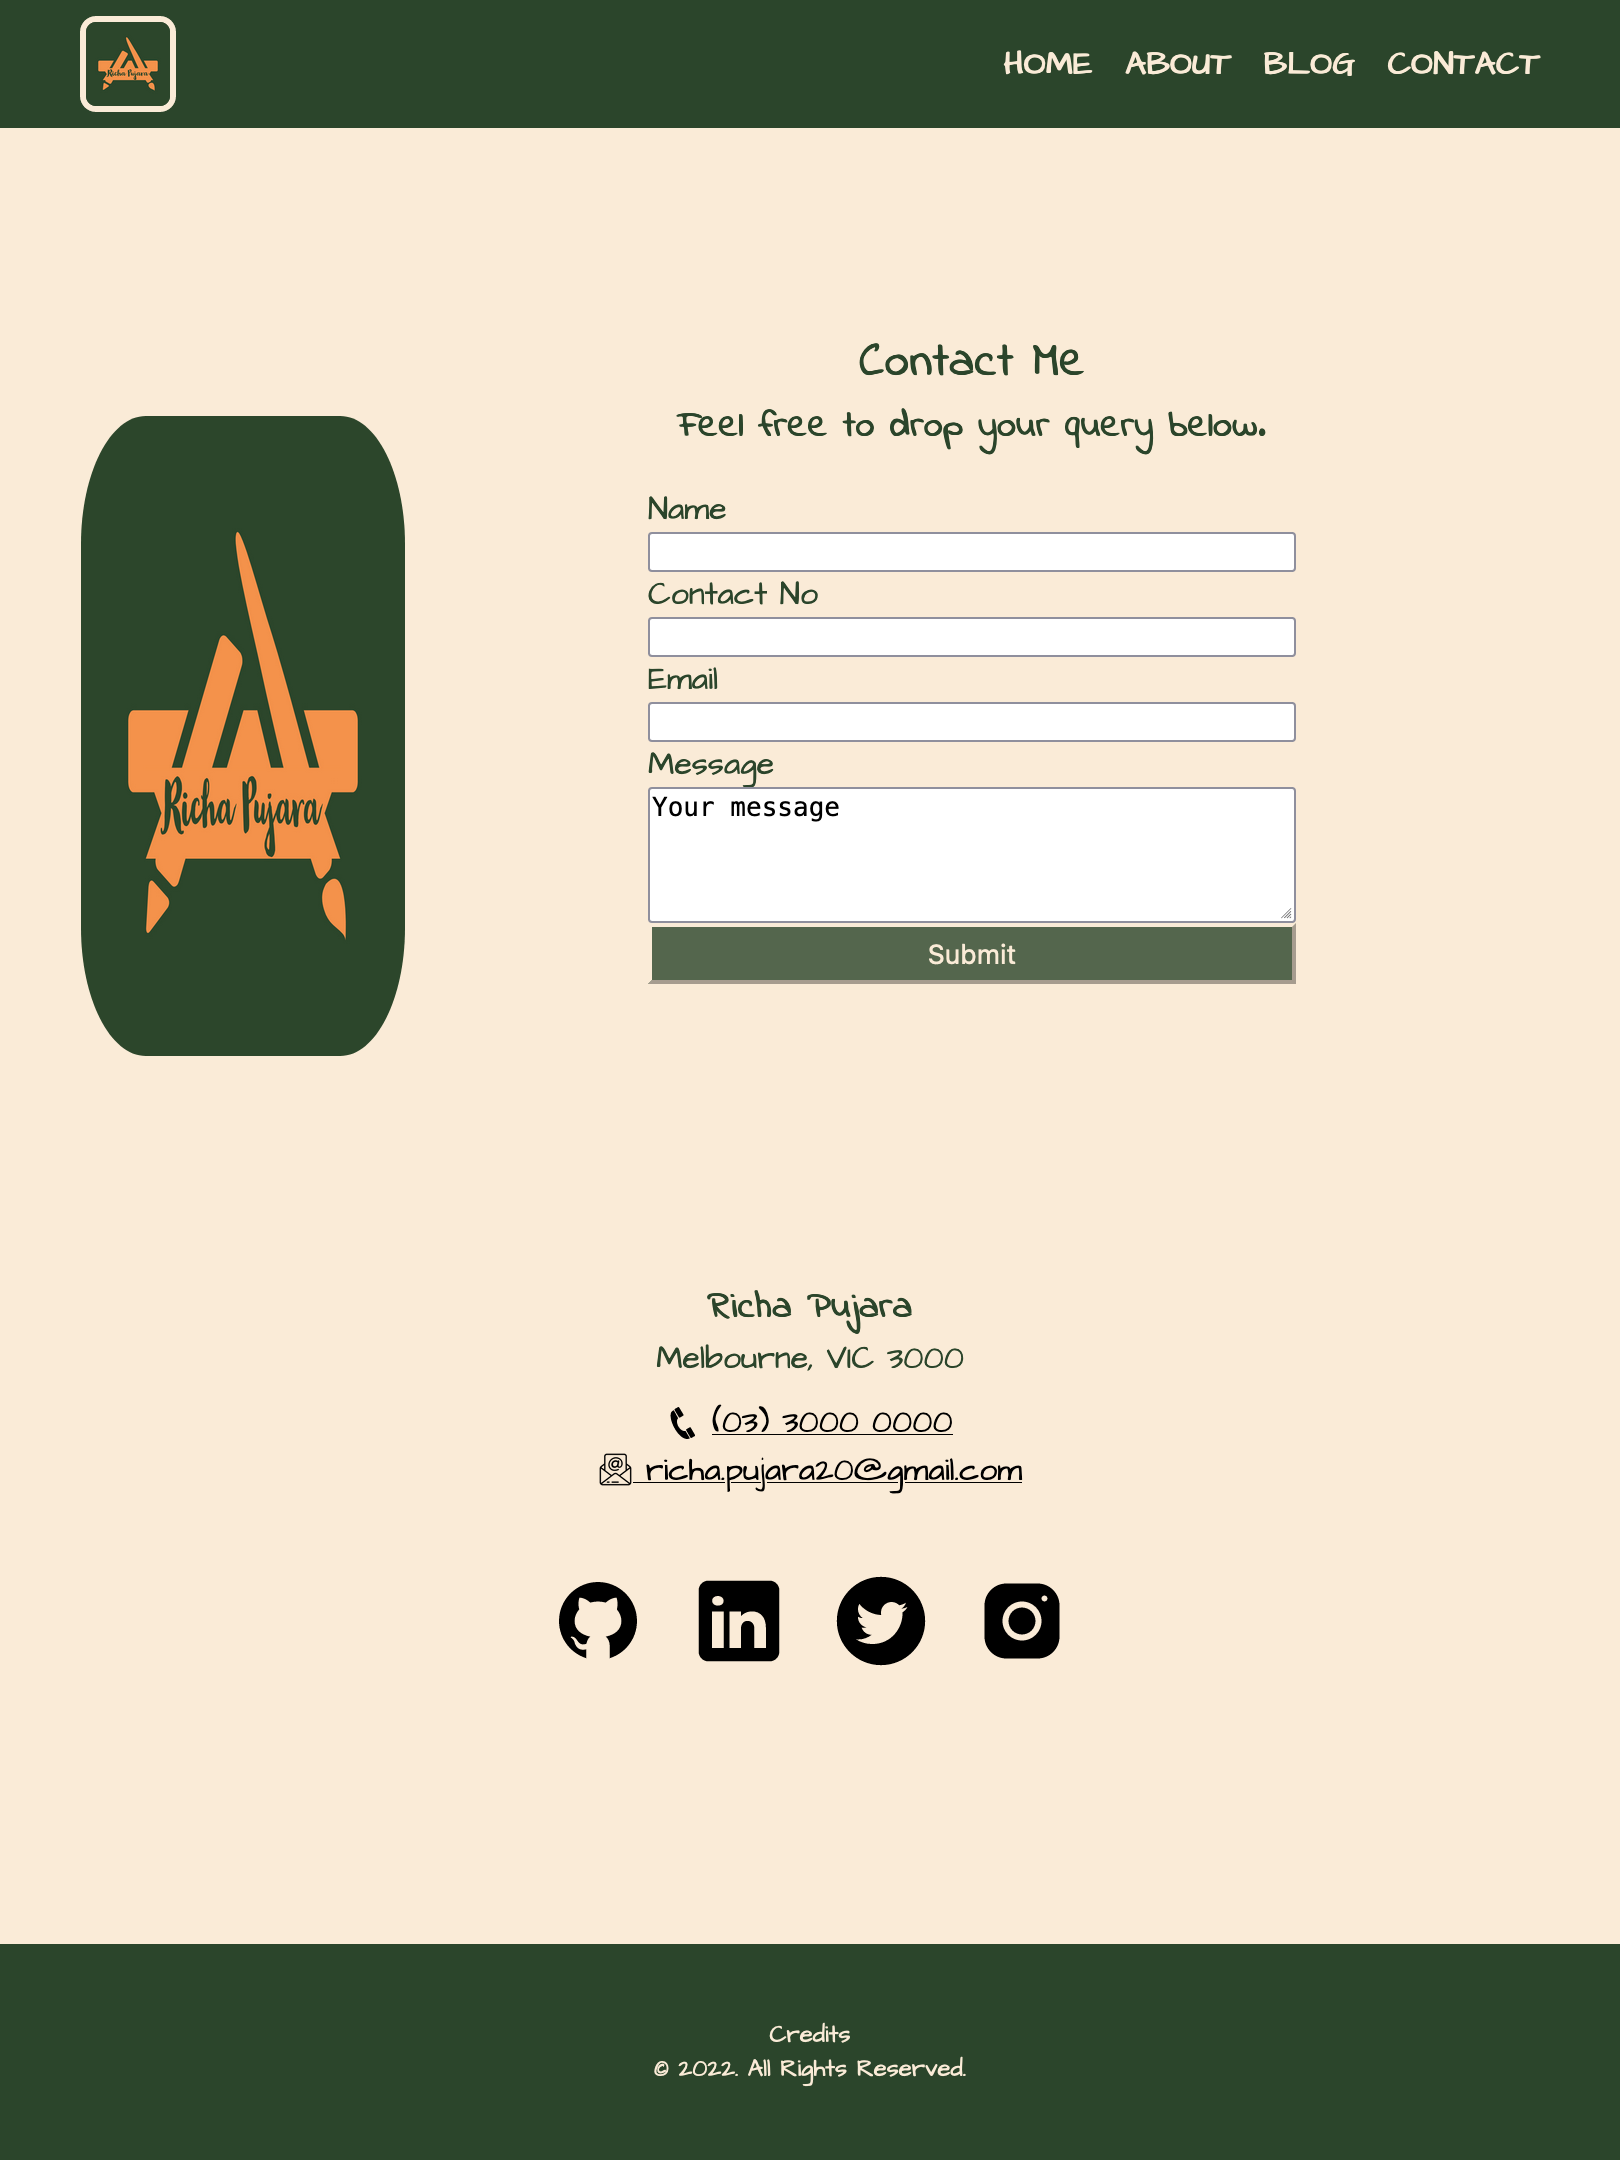 Richa Pujara
HOME ABOUT BLOG CONTACT
Contact Me
Feel free to drop your query below.
Richa Pujara
Name
Contact No
Email
Message
Your message
Submit
Richa Pujara
Melbourne, VIC 3000
(03) 3000 0000
richa.pujara20@gmail.com
in
Credits
© 2022. All Rights Reserved.